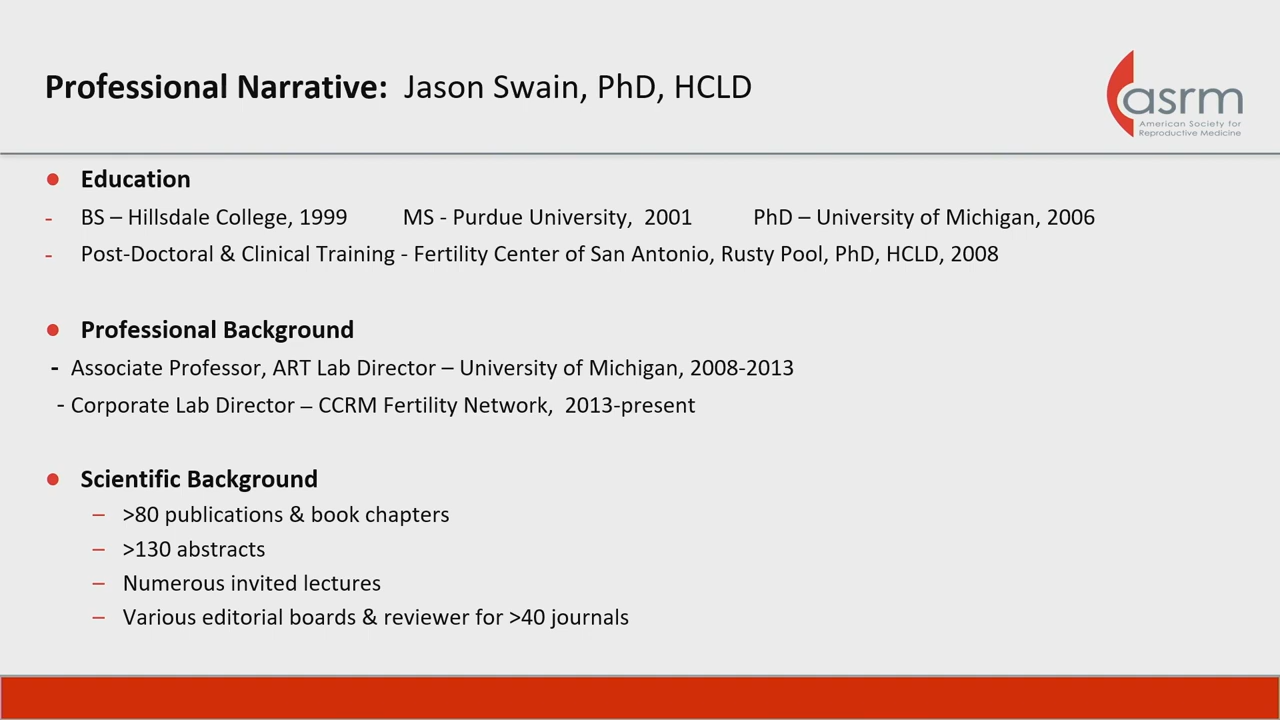 Professional Narrative: Jason Swain, PhD, HCLD
asrm
American Society for
Reproductive Medicine
● Education
- BS – Hillsdale College, 1999 MS - Purdue University, 2001 PhD – University of Michigan, 2006
- Post-Doctoral & Clinical Training - Fertility Center of San Antonio, Rusty Pool, PhD, HCLD, 2008
● Professional Background
- Associate Professor, ART Lab Director – University of Michigan, 2008-2013
- Corporate Lab Director – CCRM Fertility Network, 2013-present
● Scientific Background
– >80 publications & book chapters
– >130 abstracts
– Numerous invited lectures
– Various editorial boards & reviewer for >40 journals